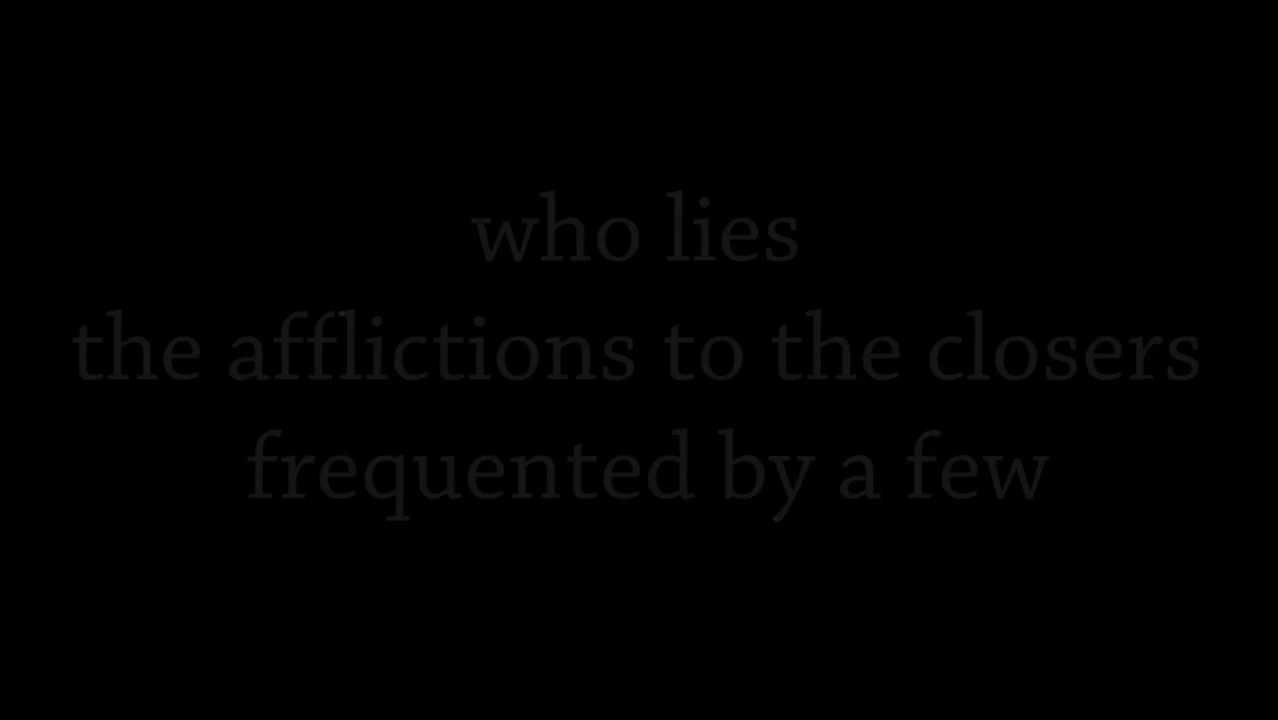 who lies
the afflictions to the closers
frequented by a few